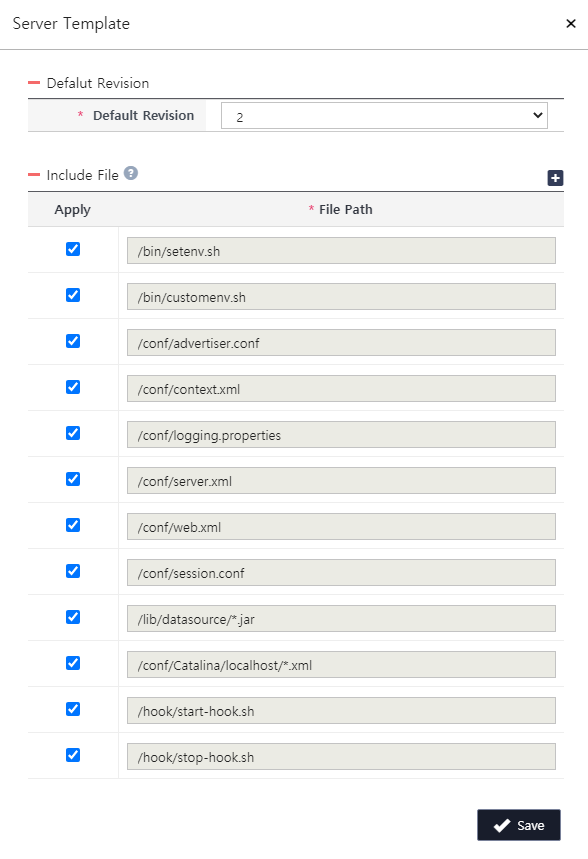 Server Template
Defalut Revision
* Default Revision
2
Include File
Apply
* File Path
/bin/setenv.sh
/bin/customenv.sh
/conf/advertiser.conf
/conf/context.xml
/conf/logging.properties
/conf/server.xml
/conf/web.xml
/conf/session.conf
/lib/datasource/*.jar
/conf/Catalina/localhost/*.xml
/hook/start-hook.sh
/hook/stop-hook.sh
Save